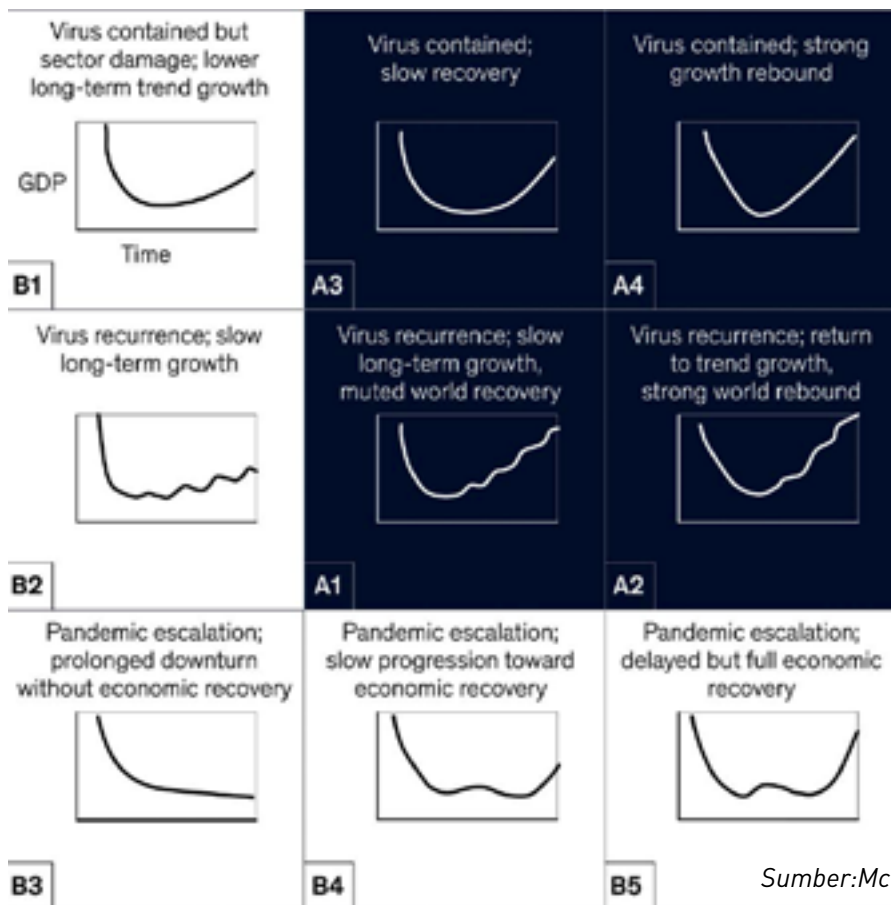 Virus contained but
sector damage; lower
long-term trend growth
GDP
Time
B1
Virus contained;
slow recovery
A3
Virus contained; strong
growth rebound
A4
Virus recurrence; slow
long-term growth
B2
Virus recurrence; slow
long-term growth,
muted world recovery
A1
Virus recurrence; return
to trend growth,
strong world rebound
A2
Pandemic escalation;
prolonged downturn
without economic recovery
B3
Pandemic escalation;
slow progression toward
economic recovery
B4
Pandemic escalation;
delayed but full economic
recovery
B5
Sumber:Mc